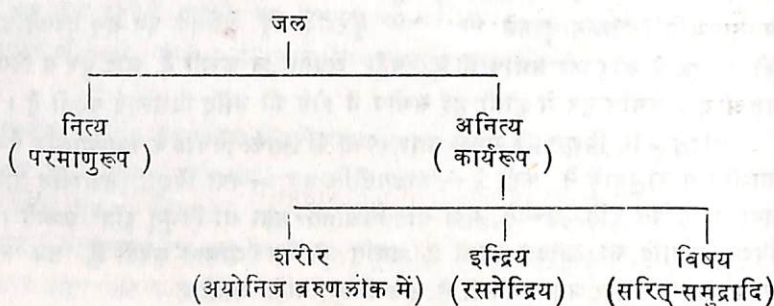 जल
नित्य
( परमाणुरूप )
अनित्य
( कार्यरूप )
शरीर
(अयोनिज वरुणलोक में)
इन्द्रिय
(रसनेन्द्रिय)
विषय
(सरित्-समुद्रादि)